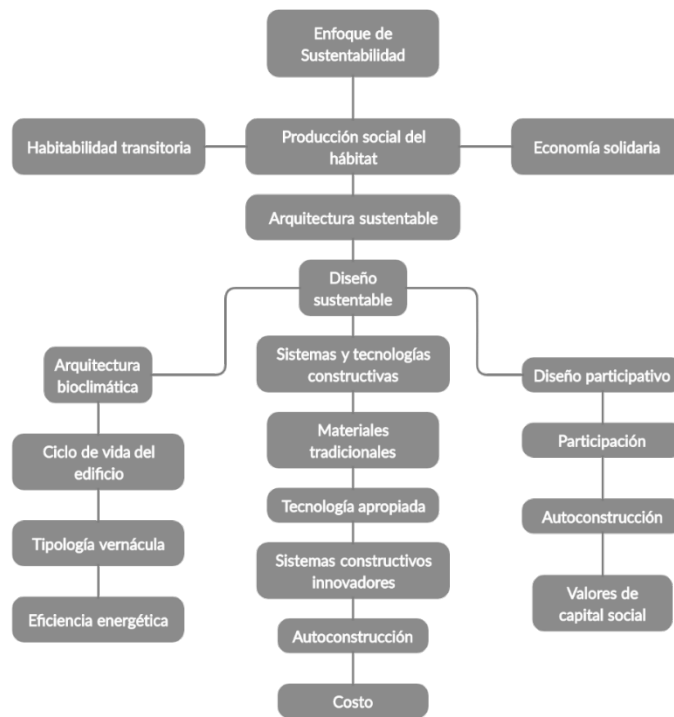 Enfoque de
Sustentabilidad
Habitabilidad transitoria
Producción social del
hábitat
Economía solidaria
Arquitectura sustentable
Diseño
sustentable
Arquitectura
bioclimática
Ciclo de vida del
edificio
Tipología vernácula
Eficiencia energética
Sistemas y tecnologías
constructivas
Materiales
tradicionales
Tecnología apropiada
Sistemas constructivos
innovadores
Autoconstrucción
Costo
Diseño participativo
Participación
Autoconstrucción
Valores de
capital social